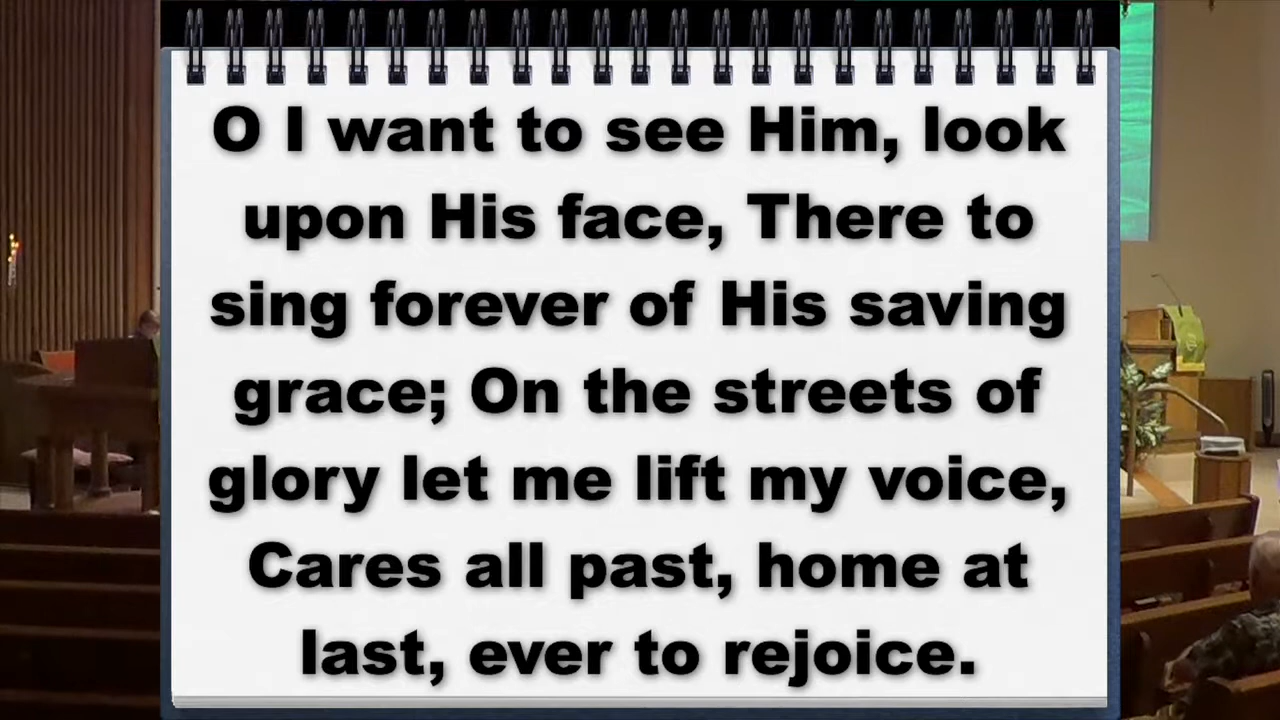 O I want to see Him, look
upon His face, There to
sing forever of His saving
grace; On the streets of
glory let me lift my voice,
Cares all past, home at
last, ever to rejoice.